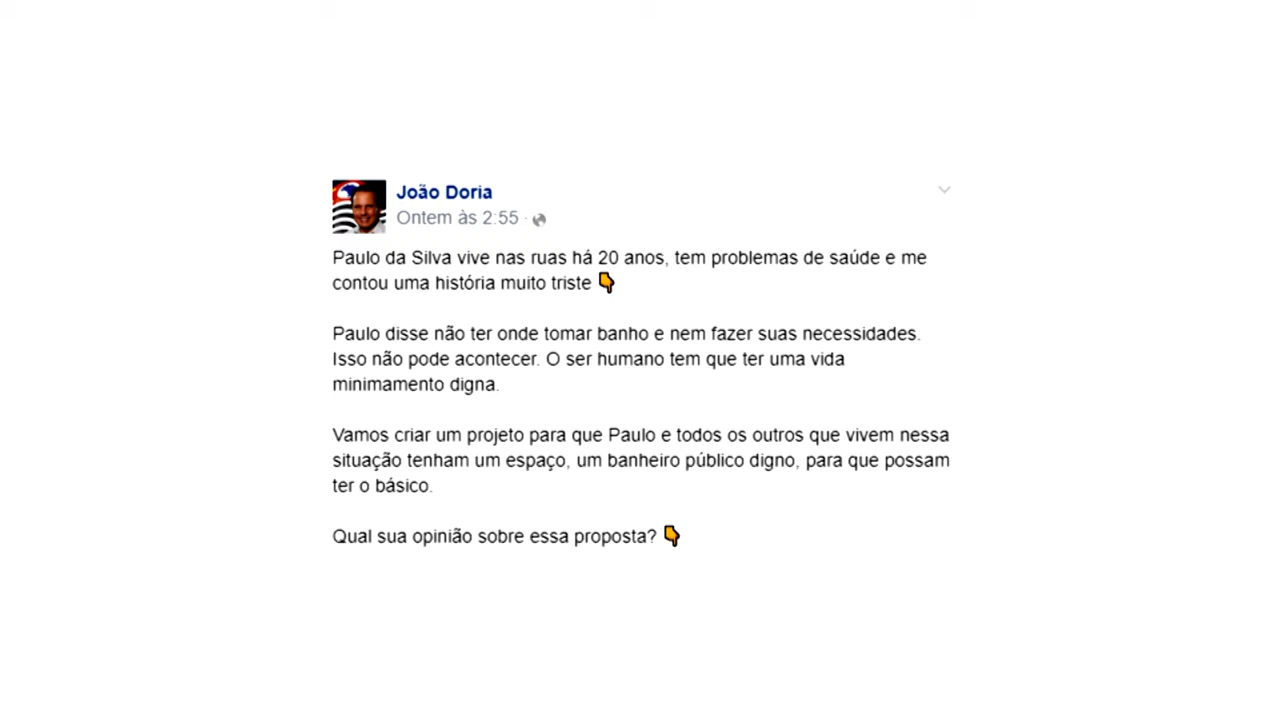 João Doria
Ontem às 2:55 ·
Paulo da Silva vive nas ruas há 20 anos, tem problemas de saúde e me
contou uma história muito triste 👇
Paulo disse não ter onde tomar banho e nem fazer suas necessidades.
Isso não pode acontecer. O ser humano tem que ter uma vida
minimamento digna.
Vamos criar um projeto para que Paulo e todos os outros que vivem nessa
situação tenham um espaço, um banheiro público digno, para que possam
ter o básico.
Qual sua opinião sobre essa proposta? 👇